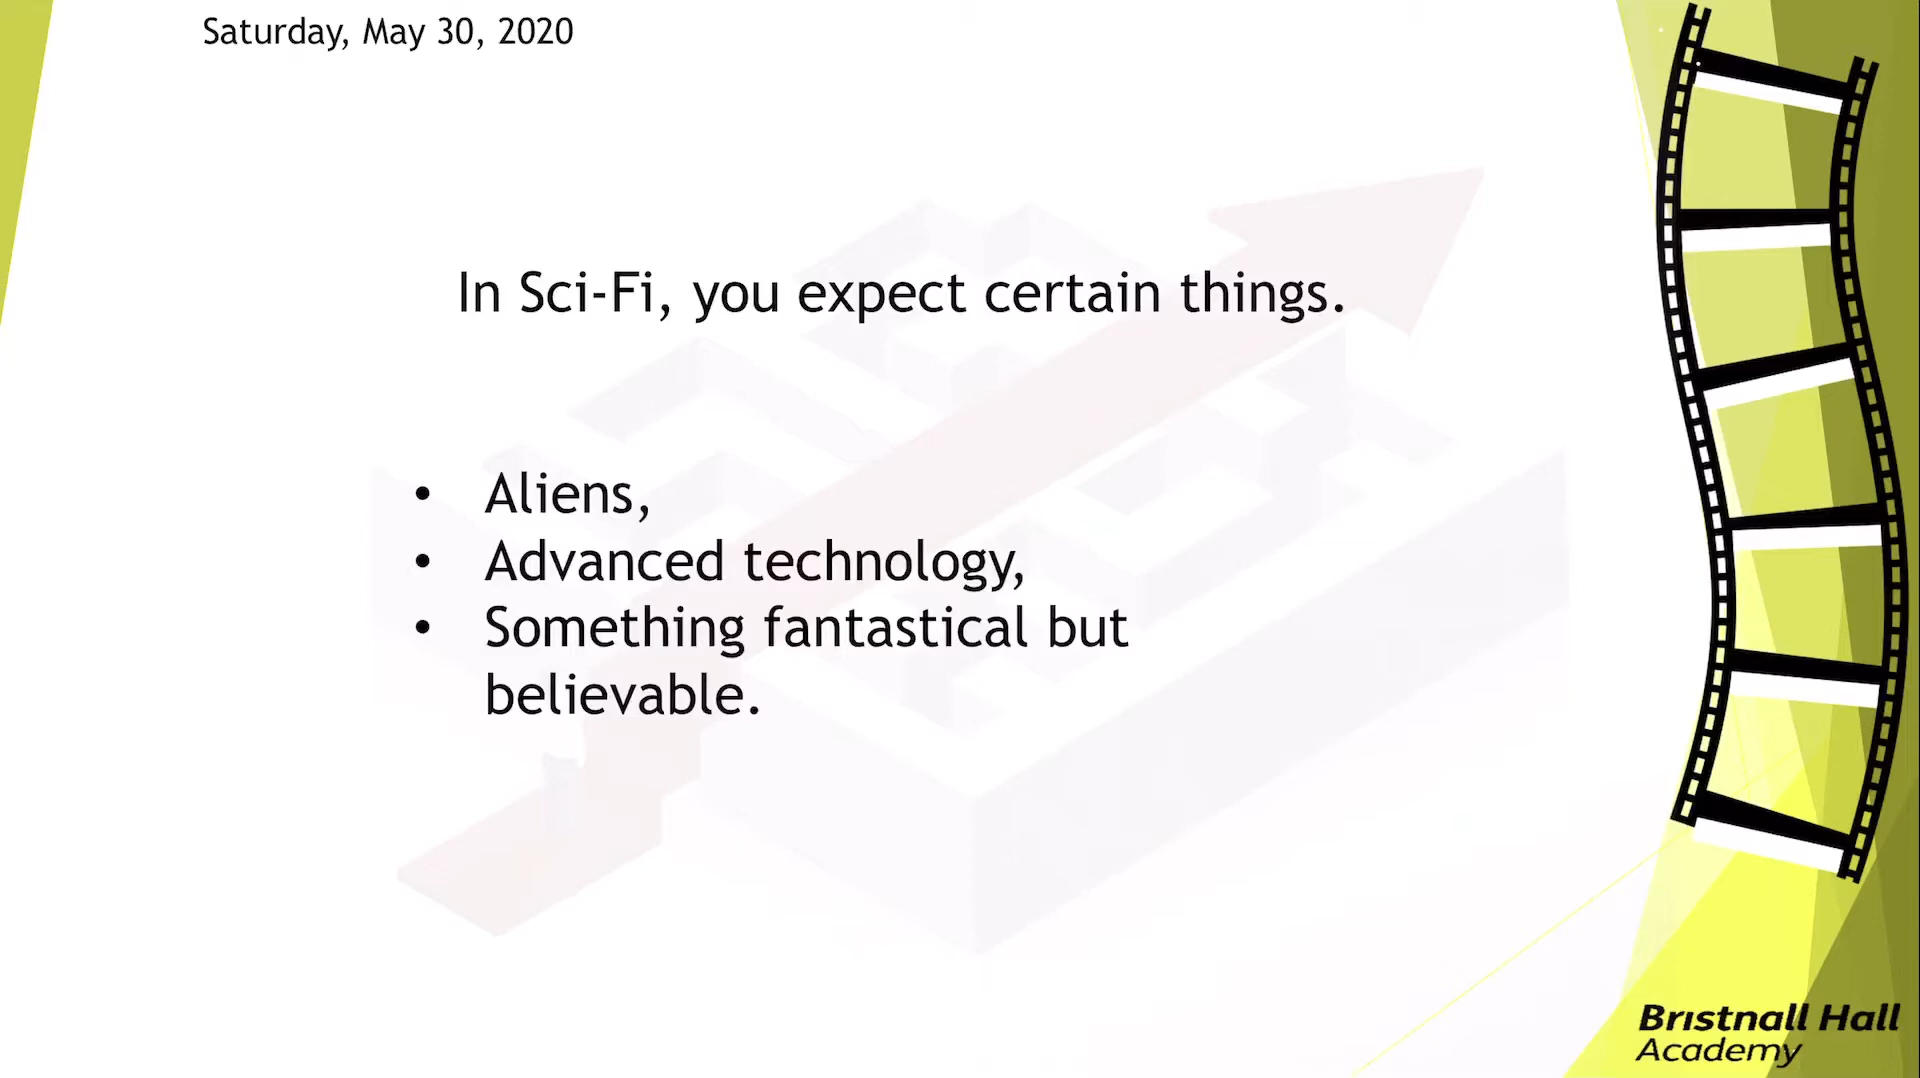 Saturday, May 30, 2020
In Sci-Fi, you expect certain things.
• Aliens,
• Advanced technology,
• Something fantastical but
believable.
Bristnall Hall
Academy